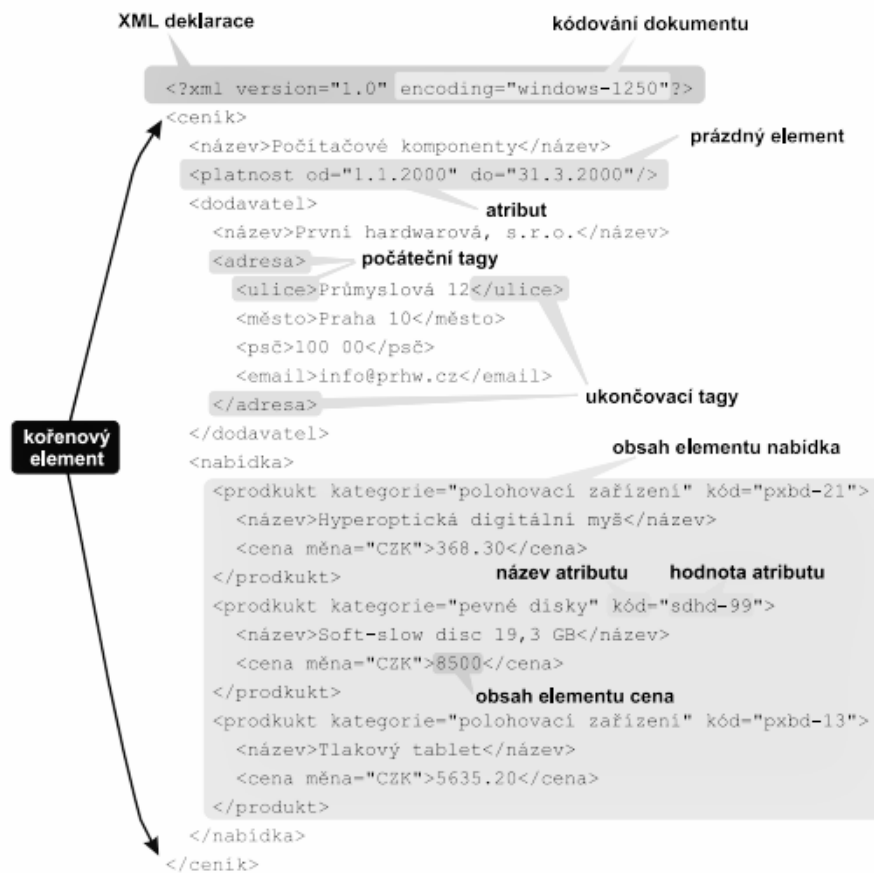 XML deklarace
kódování dokumentu
<?xml version="1.0" encoding="windows-1250"?>
<ceník>
<název>Počítačové komponenty</název>
prázdný element
<platnost od="1.1.2000" do="31.3.2000"/>
<dodavatel>
atribut
<název>První hardwarová, s.r.o.</název>
<adresa>
počáteční tagy
<ulice>Průmyslová 12</ulice>
<město>Praha 10</město>
<psč>100 00</psč>
<email>info@prhw.cz</email>
</adresa>
ukončovací tagy
</dodavatel>
kořenový
element
<nabídka>
obsah elementu nabídka
<prodkukt kategorie="polohovací zařízení" kód="pxbd-21">
<název>Hyperoptická digitální myš</název>
<cena měna="CZK">368.30</cena>
</prodkukt>
název atributu
hodnota atributu
<prodkukt kategorie="pevné disky" kód="sdhd-99">
<název>Soft-slow disc 19,3 GB</název>
<cena měna="CZK">8500</cena>
</prodkukt>
obsah elementu cena
<prodkukt kategorie="polohovací zařízení" kód="pxbd-13">
<název>Tlakový tablet</název>
<cena měna="CZK">5635.20</cena>
</produkt>
</nabídka>
</ceník>